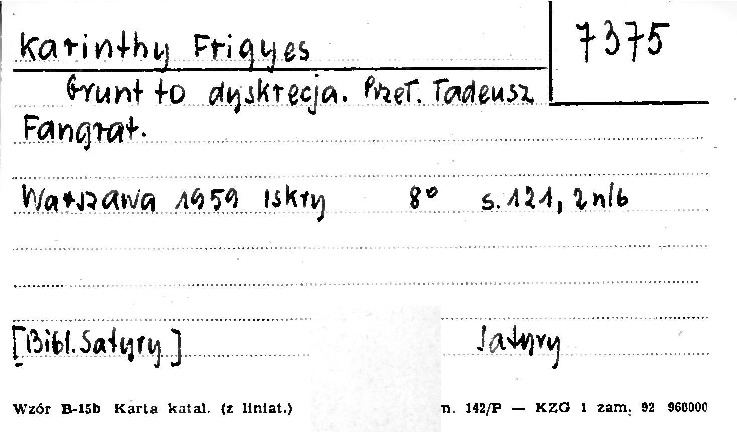 Karinthy Frigyes 7375
Grunt to dyskrecja. Przeł. Tadeusz
Fangrat.
Warszawa 1959 Iskry 8° s. 121, 2 nlb
[Bibl. Satyry] Satyry
Wzór B-15b Karta katal. (z liniat.) n. 142/P — KZG 1 zam. 92 960000